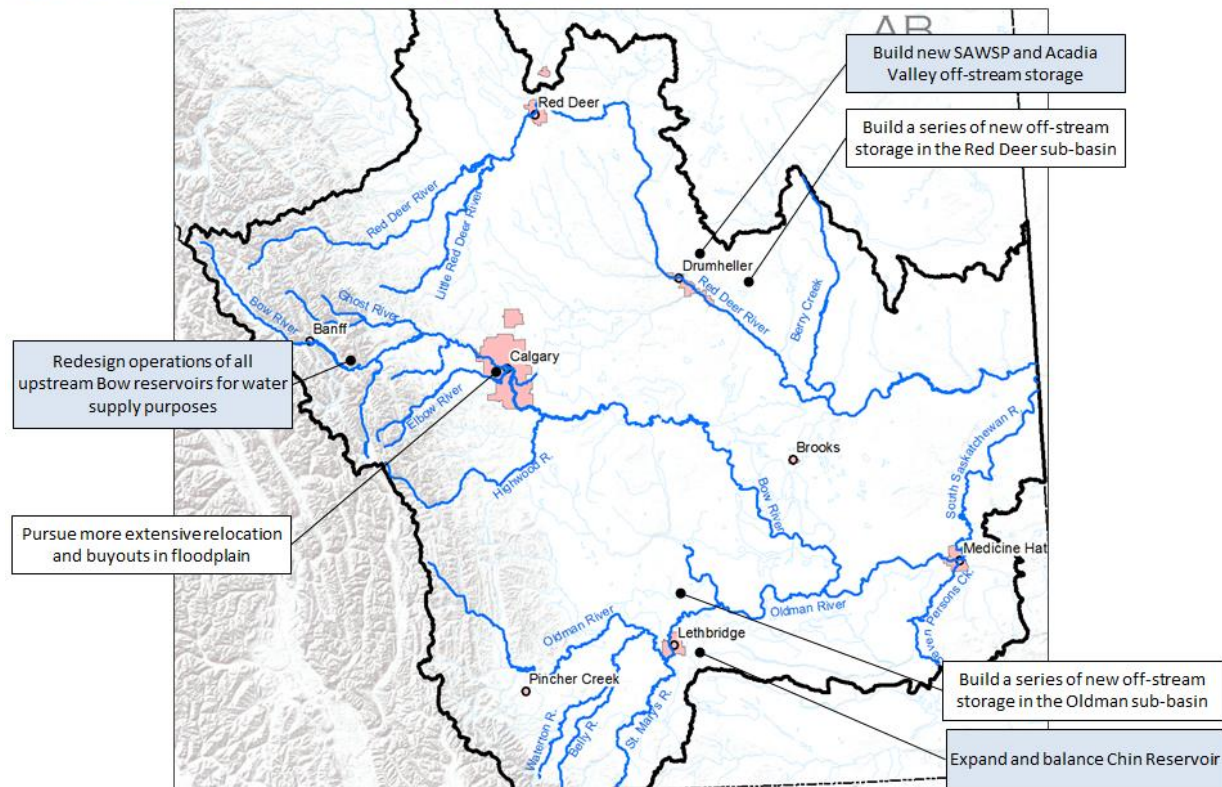 AB
Build new SAWSP and Acadia
Valley off-stream storage
Build a series of new off-stream
storage in the Red Deer sub-basin
Red Deer
Red Deer River
Little Red Deer River
Drumheller
Red Deer River
Berry Creek
Bow River
Banff
Ghost River
Redesign operations of all
upstream Bow reservoirs for water
supply purposes
Calgary
Elbow River
Highwood R.
Brooks
Bow River
South Saskatchewan R.
Pursue more extensive relocation
and buyouts in floodplain
Medicine Hat
Seven Persons Ck.
Oldman River
Oldman River
Lethbridge
Pincher Creek
Waterton R.
Belly R.
St. Mary's R.
Build a series of new off-stream
storage in the Oldman sub-basin
Expand and balance Chin Reservoir